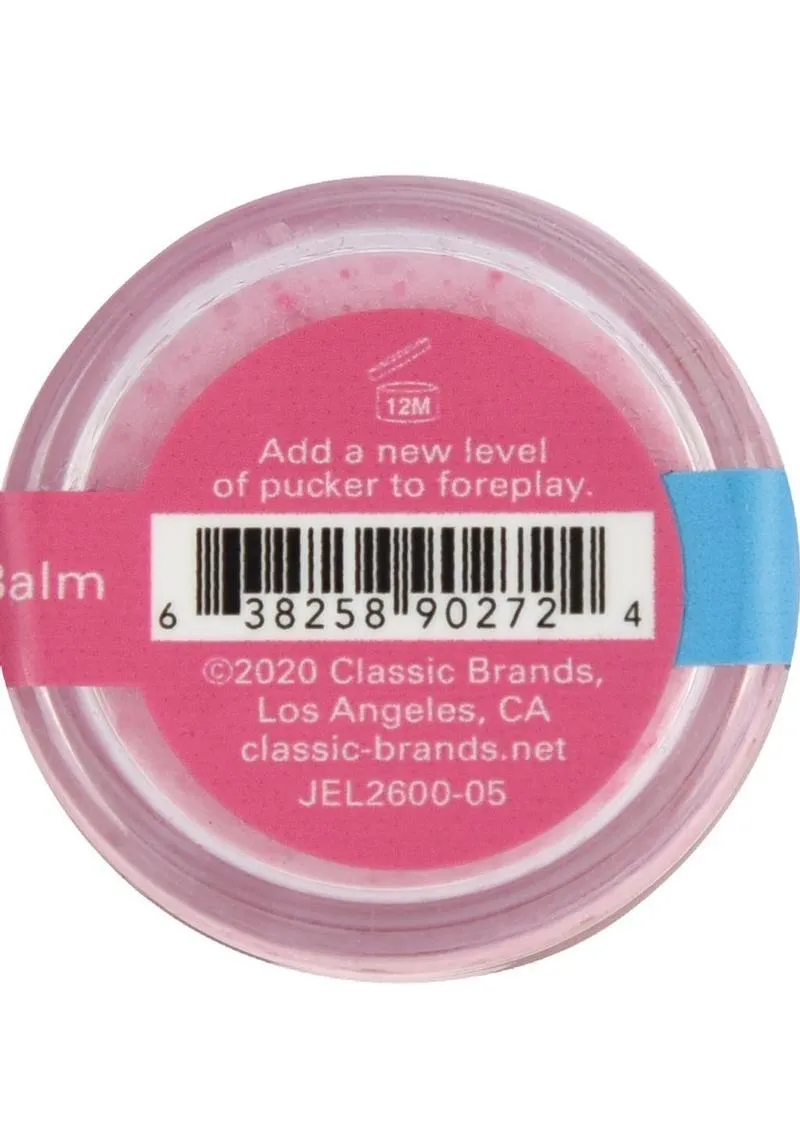 12M
Add a new level
of pucker to foreplay.
Balm
6 38258 90272 4
©2020 Classic Brands,
Los Angeles, CA
classic-brands.net
JEL2600-05